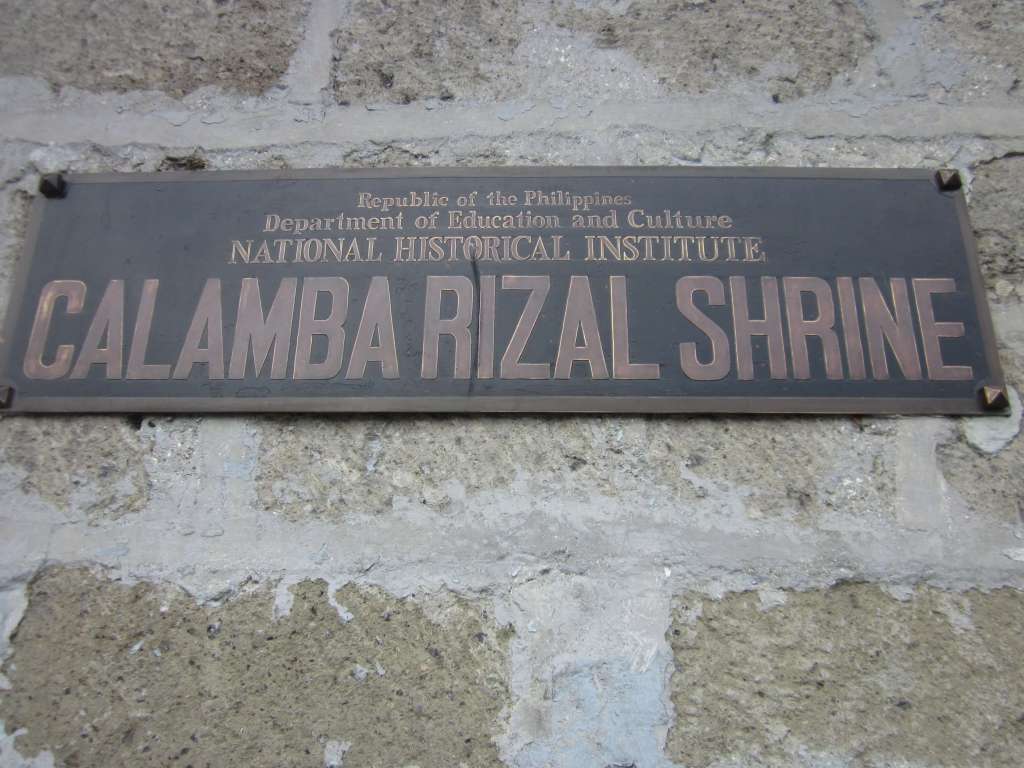 Republic of the Philippines
Department of Education and Culture
NATIONAL HISTORICAL INSTITUTE
CALAMBA RIZAL SHRINE